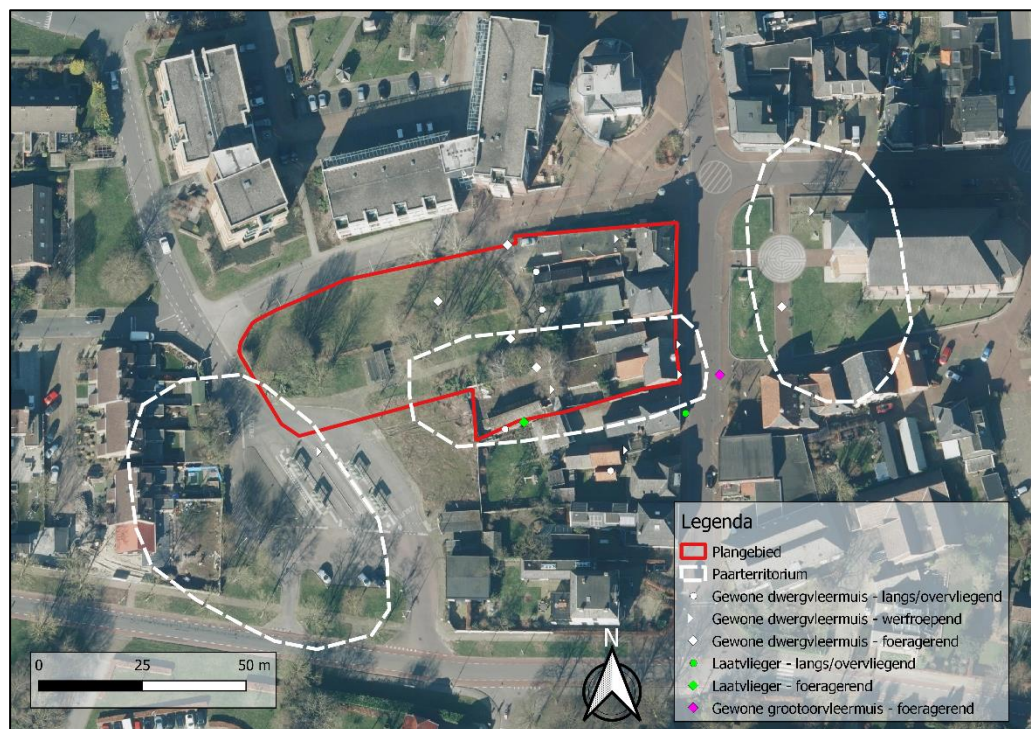 Legenda
Plangebied
Paarterritorium
Gewone dwergvleermuis - langs/overvliegend
Gewone dwergvleermuis - werfroepend
Gewone dwergvleermuis - foeragerend
Laatvlieger - langs/overvliegend
Laatvlieger - foeragerend
Gewone grootoorvleermuis - foeragerend
N
0 25 50 m